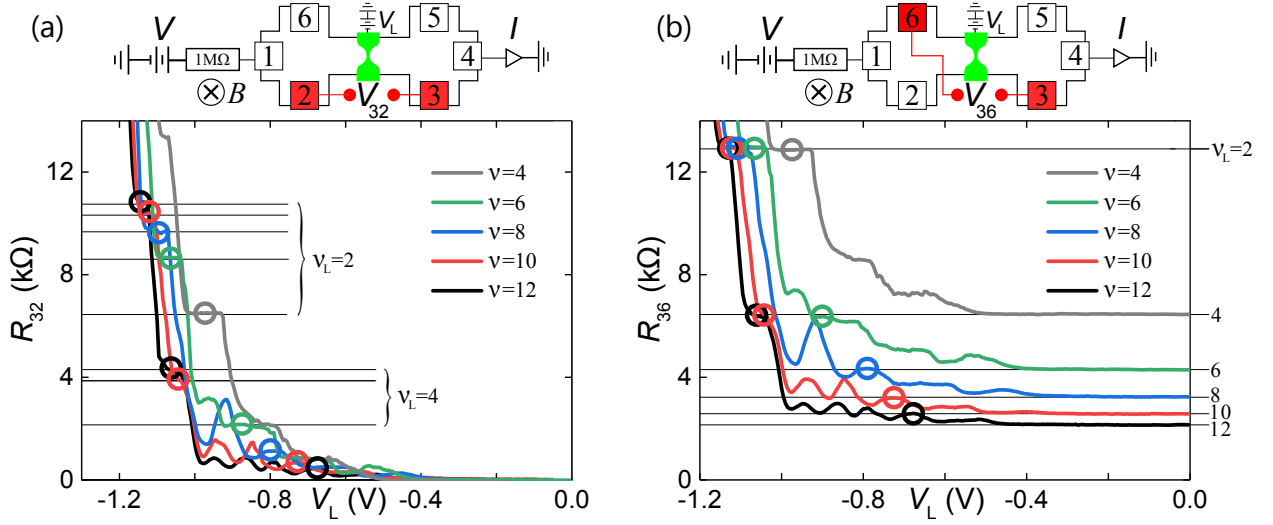 (a)
V
1MΩ
B
1
6
2
V_L
V_32
5
3
4
I
R_32 (kΩ)
12
8
4
0
-1.2
-0.8
-0.4
0.0
V_L (V)
ν=4
ν=6
ν=8
ν=10
ν=12
ν_L=2
ν_L=4
(b)
V
1MΩ
B
1
6
2
V_L
V_36
5
3
4
I
R_36 (kΩ)
12
8
4
0
-1.2
-0.8
-0.4
0.0
V_L (V)
ν=4
ν=6
ν=8
ν=10
ν=12
ν_L=2
4
6
8
10
12